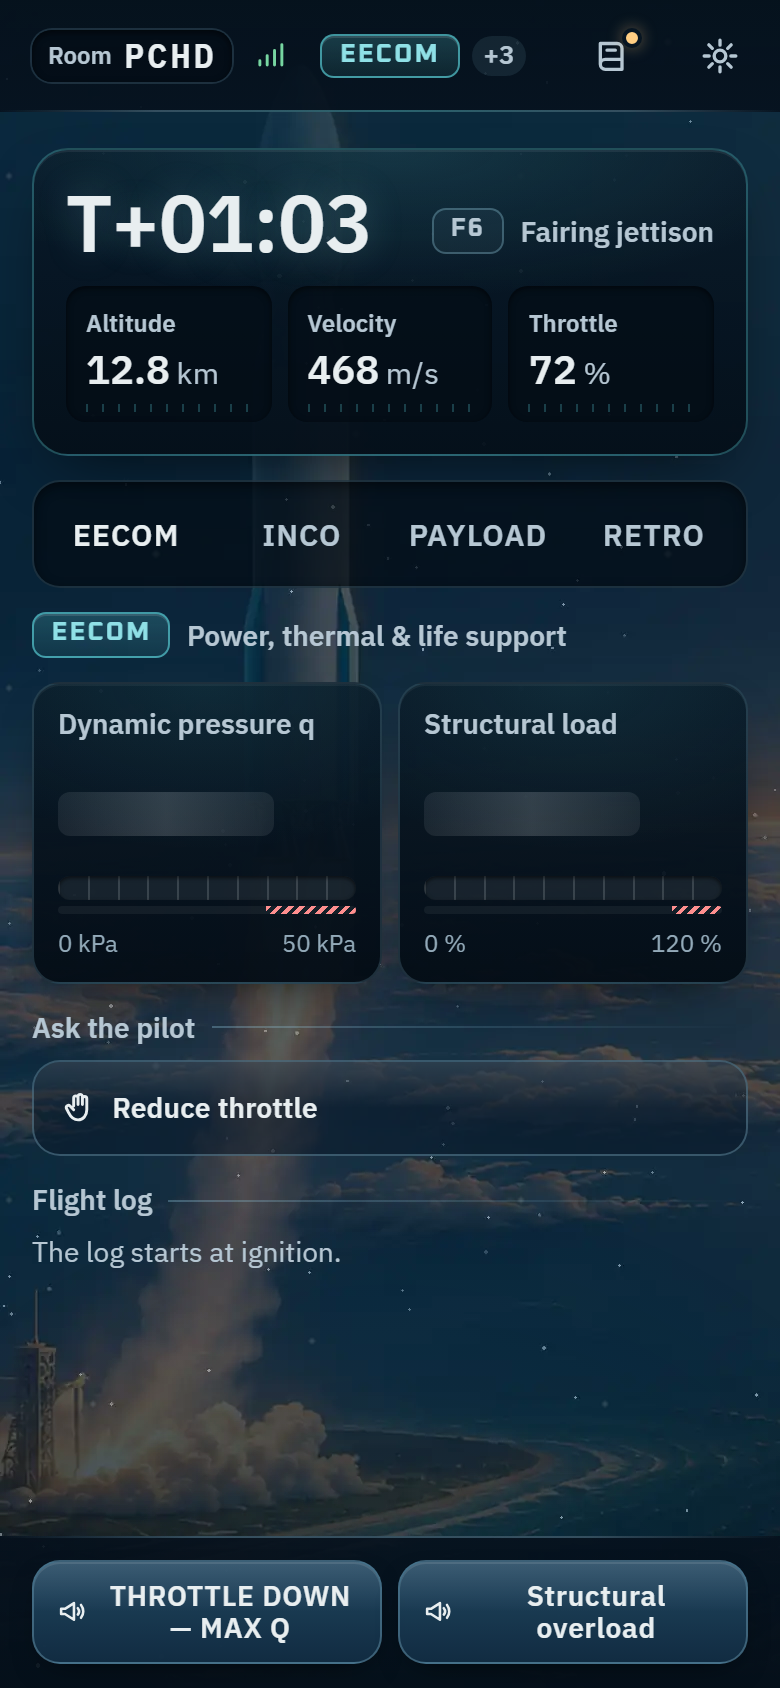 Room PCHD EECOM +3
T+01:03 F6 Fairing jettison
Altitude Velocity Throttle
12.8 km 468 m/s 72 %
EECOM INCO PAYLOAD RETRO
EECOM Power, thermal & life support
Dynamic pressure q Structural load
0 kPa 50 kPa 0 % 120 %
Ask the pilot
Reduce throttle
Flight log
The log starts at ignition.
THROTTLE DOWN
— MAX Q
Structural
overload